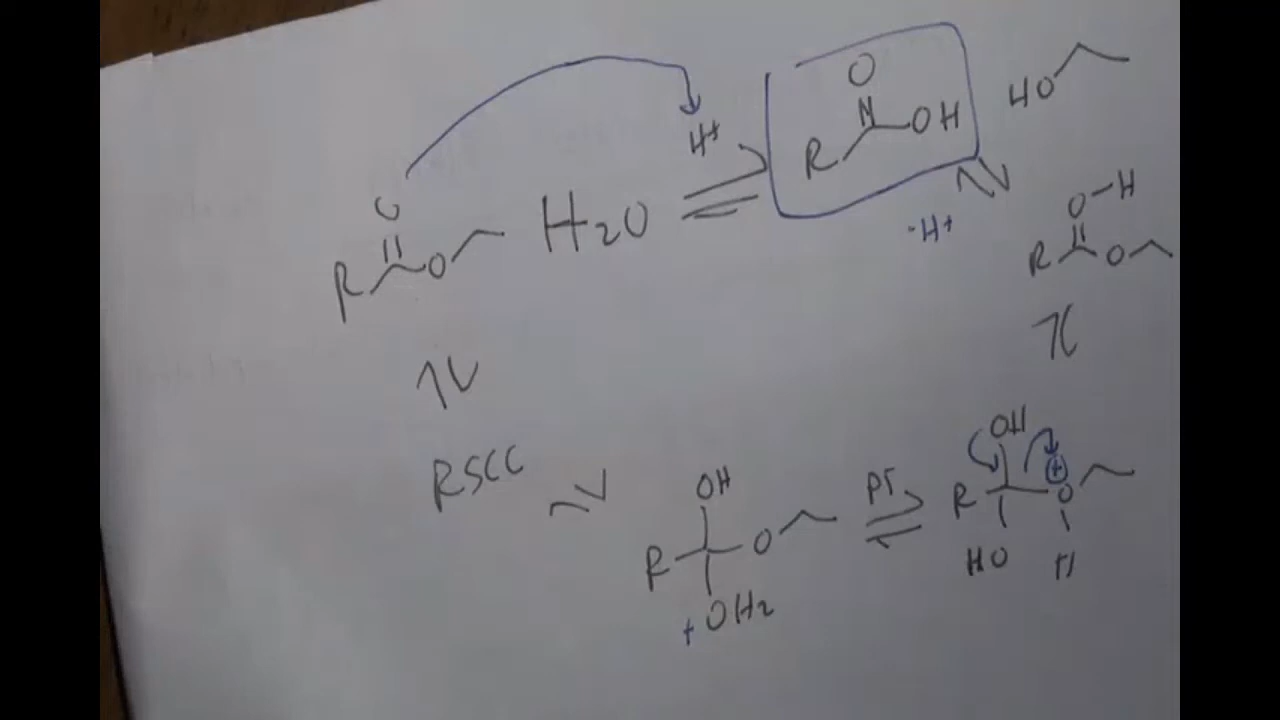 O
HO
H+
R OH
O-H
O
H2O
-H+
R O
R O
OH
RSCC
OH
PT
R O
+
R O
HO H
+OH2